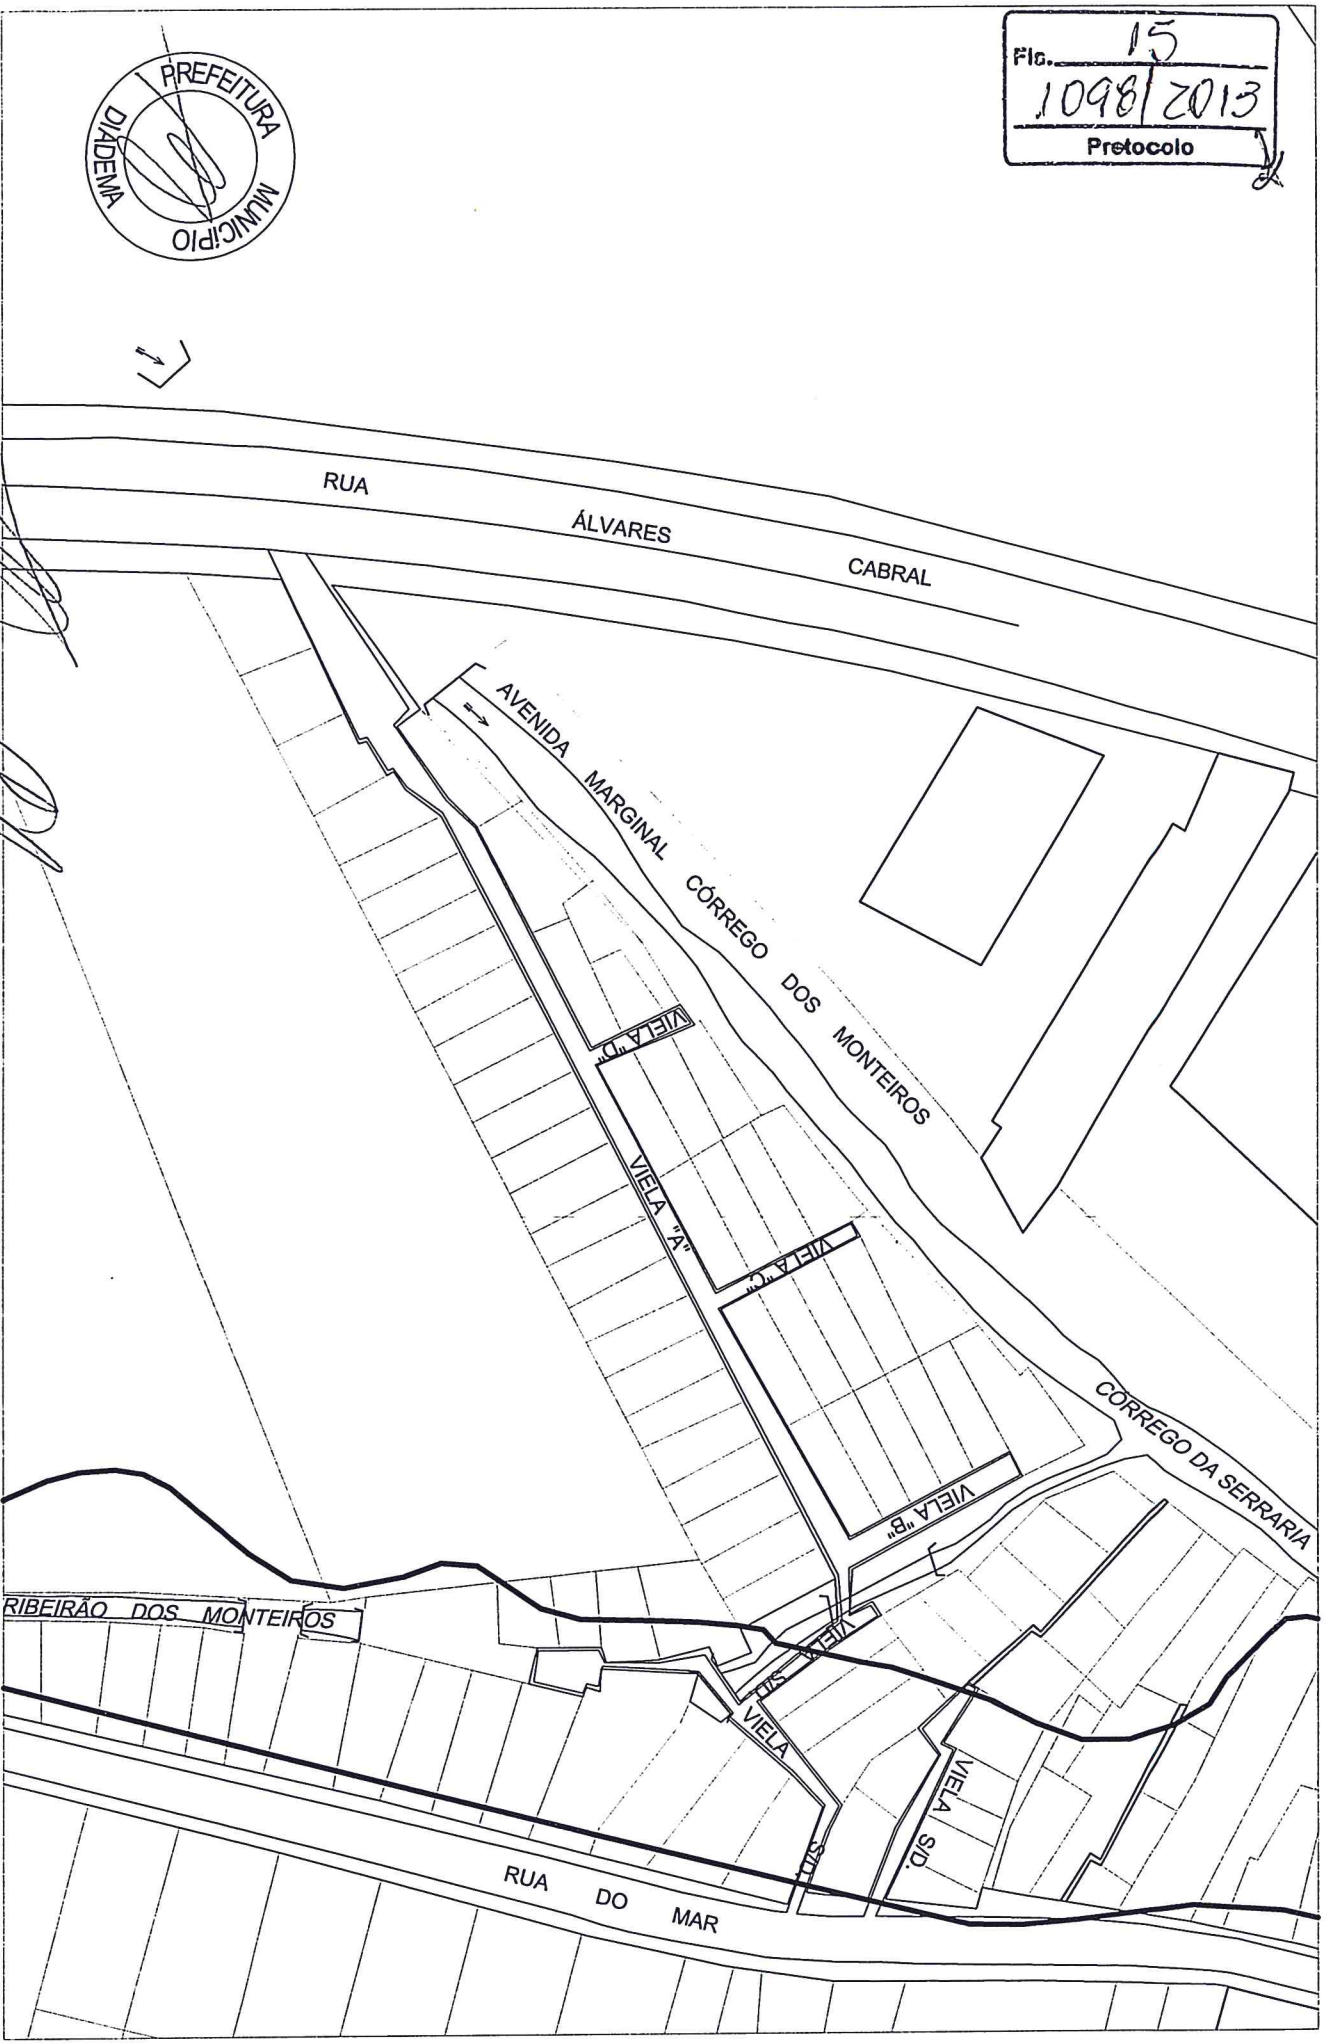 PREFEITURA MUNICÍPIO DIADEMA
Fls. 15
1098/2013
Protocolo
RUA ÁLVARES CABRAL
AVENIDA MARGINAL CÓRREGO DOS MONTEIROS
VIELA "D"
VIELA "A"
VIELA "C"
CÓRREGO DA SERRARIA
VIELA "B"
RIBEIRÃO DOS MONTEIROS
VIELA S/D.
VIELA S/D.
VIELA S/D.
RUA DO MAR